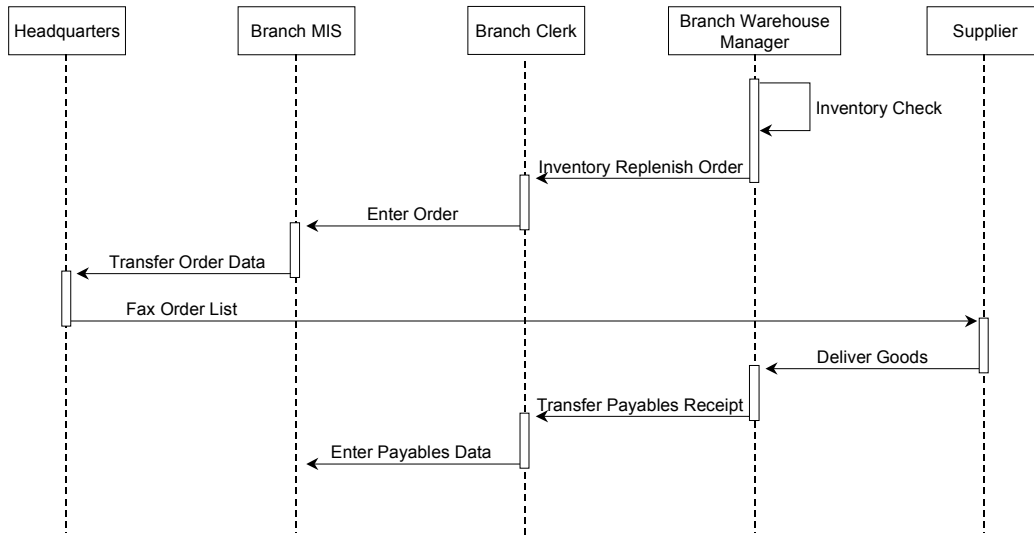 Headquarters
Branch MIS
Branch Clerk
Branch Warehouse
Manager
Supplier
Inventory Check
Inventory Replenish Order
Enter Order
Transfer Order Data
Fax Order List
Deliver Goods
Transfer Payables Receipt
Enter Payables Data